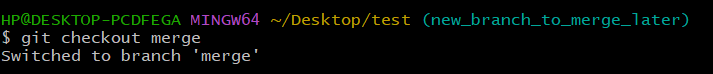 HP@DESKTOP-PCDFEGA MINGW64 ~/Desktop/test (new_branch_to_merge_later)
$ git checkout merge
Switched to branch 'merge'